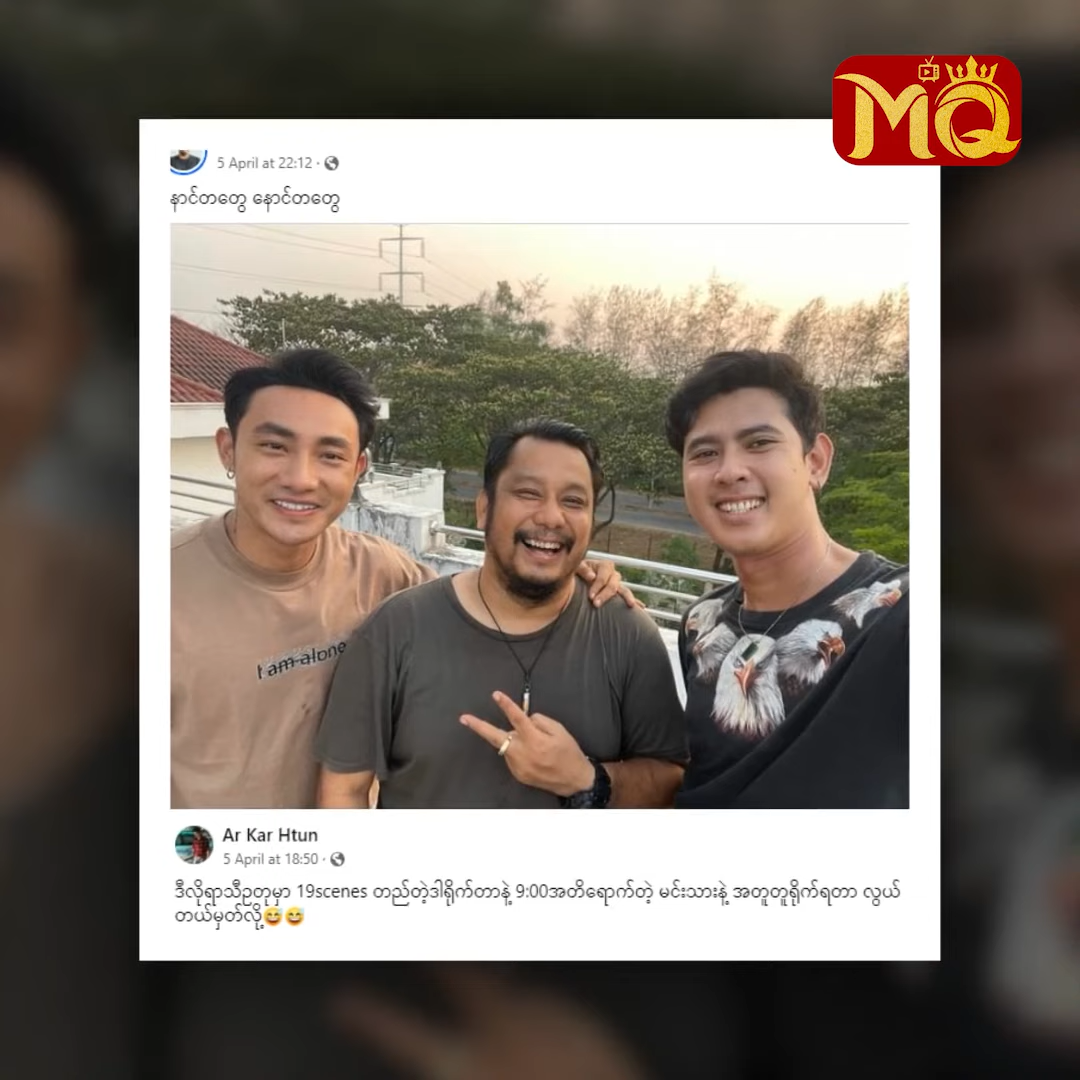 MQ
5 April at 22:12 ·
နာင်တတွေ နှောင်တတွေ
I am alone
Ar Kar Htun
5 April at 18:50 ·
ဒီလိုရာသီဥတုမှာ 19scenes တည်တဲ့ဒါရိုက်တာနဲ့ 9:00အတိရောက်တဲ့ မင်းသားနဲ့ အတူတူရိုက်ရတာ လွယ်
တယ်မှတ်လို့😅😅